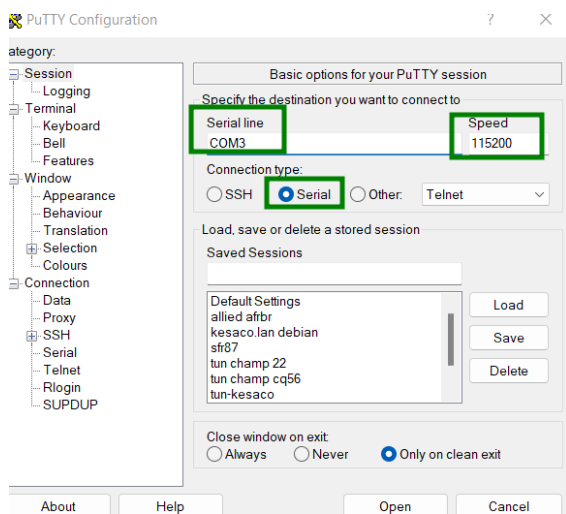 PuTTY Configuration ? ×
ategory:
Session
Logging
Terminal
Keyboard
Bell
Features
Window
Appearance
Behaviour
Translation
Selection
Colours
Connection
Data
Proxy
SSH
Serial
Telnet
Rlogin
SUPDUP
Basic options for your PuTTY session
Specify the destination you want to connect to
Serial line Speed
COM3 115200
Connection type:
SSH Serial Other: Telnet
Load, save or delete a stored session
Saved Sessions
Default Settings
allied afrbr
kesaco.lan debian
sfr87
tun champ 22
tun champ cq56
tun-kesaco
Load
Save
Delete
Close window on exit:
Always Never Only on clean exit
About Help Open Cancel